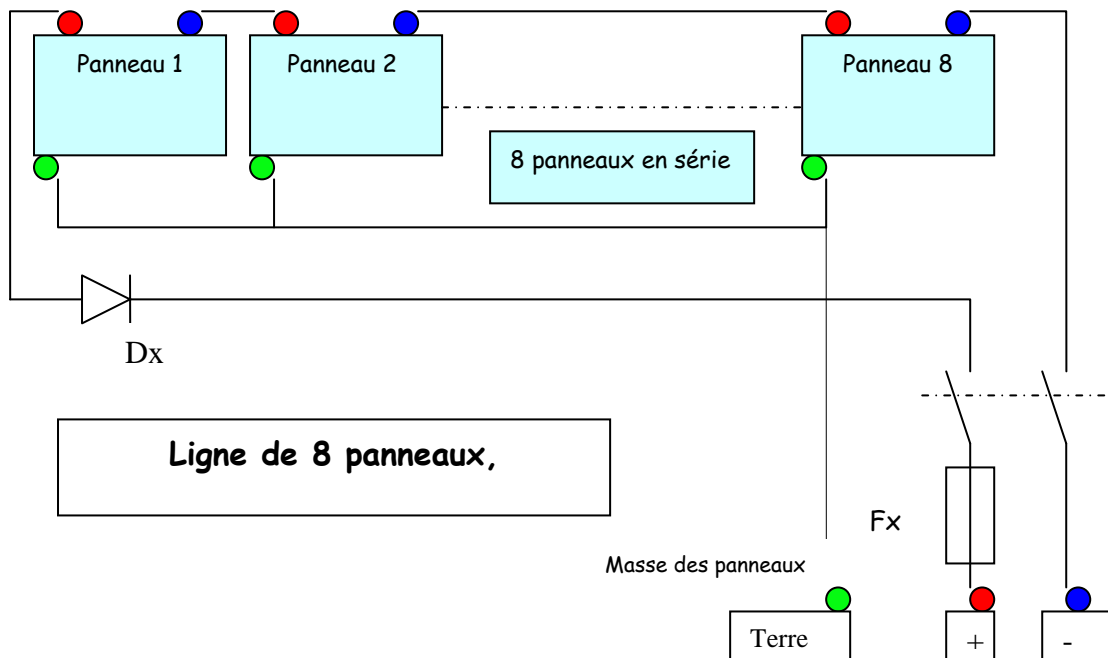 Panneau 1
Panneau 2
Panneau 8
8 panneaux en série
Dx
Ligne de 8 panneaux,
Fx
Masse des panneaux
Terre
+
-